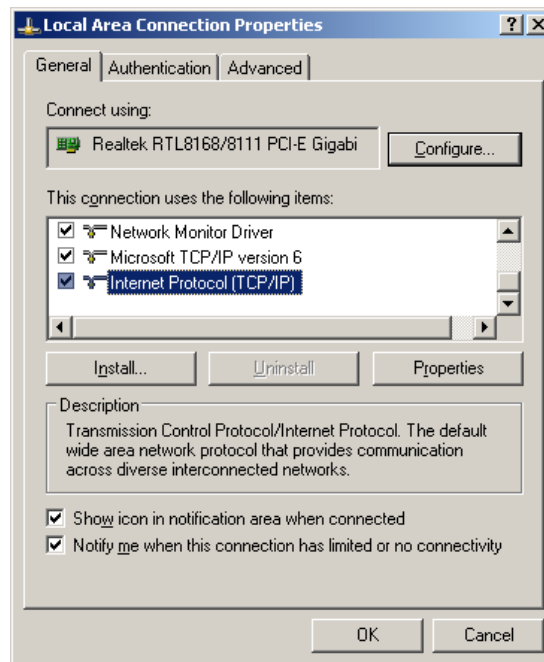 Local Area Connection Properties
General Authentication Advanced
Connect using:
Realtek RTL8168/8111 PCI-E Gigabi
Configure...
This connection uses the following items:
Network Monitor Driver
Microsoft TCP/IP version 6
Internet Protocol (TCP/IP)
Install... Uninstall Properties
Description
Transmission Control Protocol/Internet Protocol. The default
wide area network protocol that provides communication
across diverse interconnected networks.
Show icon in notification area when connected
Notify me when this connection has limited or no connectivity
OK Cancel